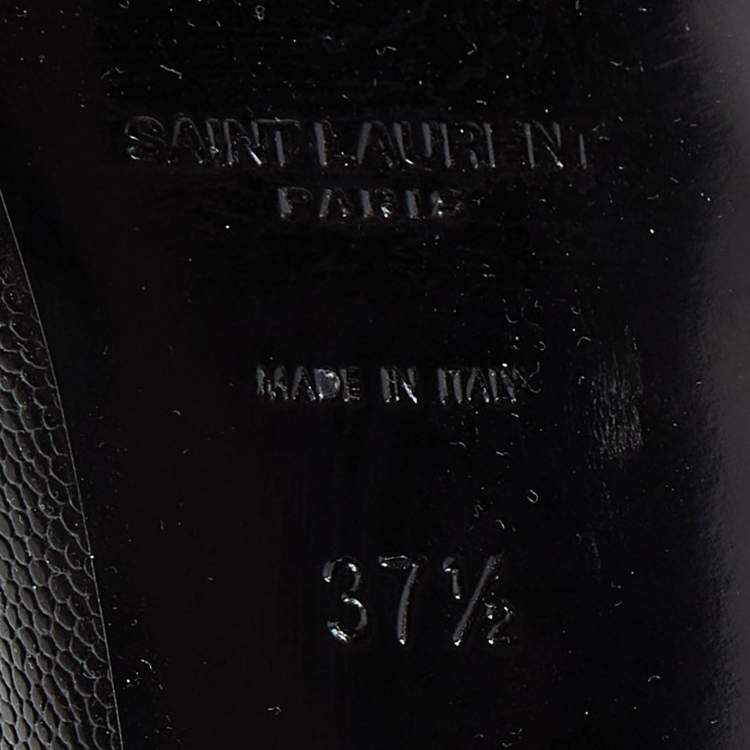 SAINT LAURENT
PARIS
MADE IN ITALY
37½